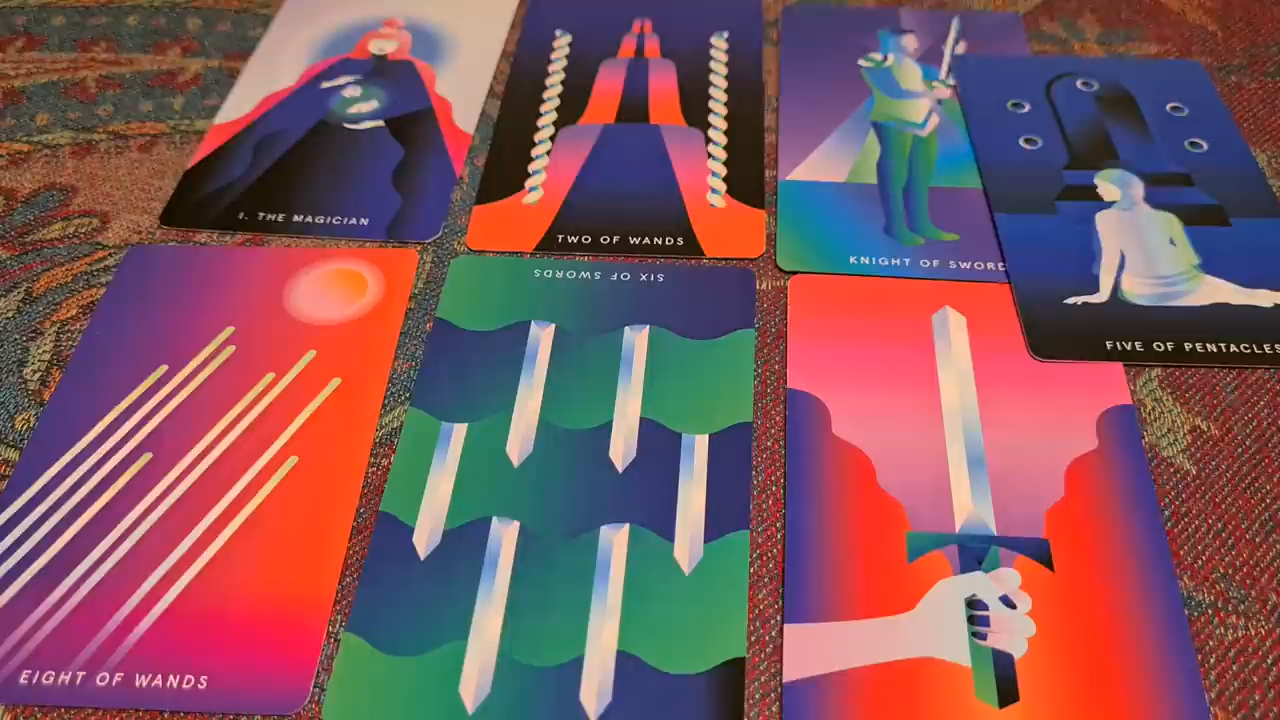 I. THE MAGICIAN
TWO OF WANDS
KNIGHT OF SWORD
FIVE OF PENTACLES
SIX OF SWORDS
EIGHT OF WANDS